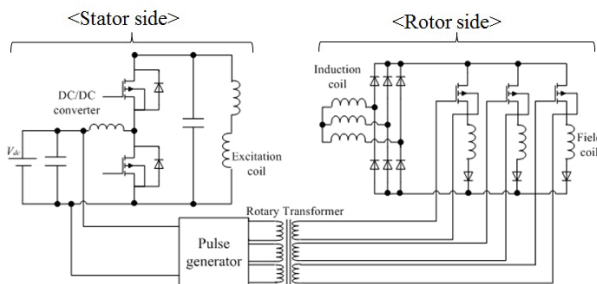 <Stator side>
<Rotor side>
DC/DC
converter
Induction
coil
Vdc
Excitation
coil
Field
coil
Rotary Transformer
Pulse
generator